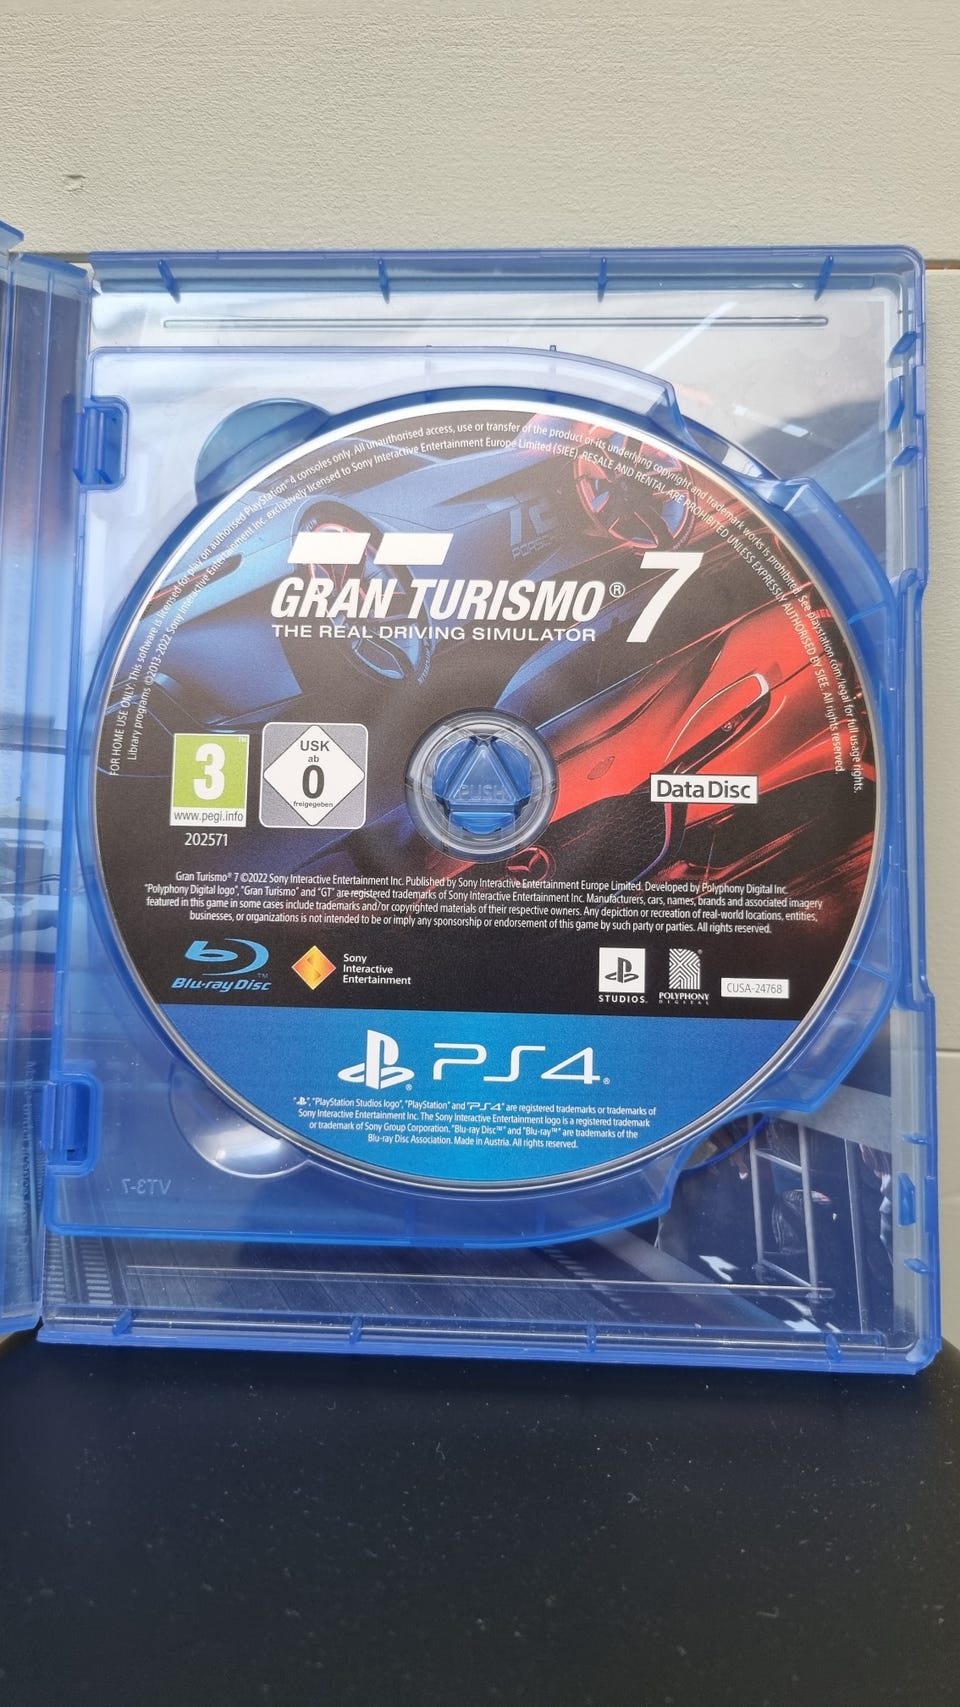 FOR HOME USE ONLY: This software is licensed for play on authorised PlayStation®4 consoles only. All unauthorised access, use or transfer of the product or its underlying copyright and trademark works is prohibited. See playstation.com/legal for full usage rights.
Library programs ©2013-2022 Sony Interactive Entertainment Inc. exclusively licensed to Sony Interactive Entertainment Europe Limited (SIEE). RESALE AND RENTAL ARE PROHIBITED UNLESS EXPRESSLY AUTHORISED BY SIEE. All rights reserved.
PORSCHE
GRAN TURISMO® 7
THE REAL DRIVING SIMULATOR
3
www.pegi.info
202571
USK
ab
0
freigegeben
PUSH
Data Disc
Gran Turismo® 7 ©2022 Sony Interactive Entertainment Inc. Published by Sony Interactive Entertainment Europe Limited. Developed by Polyphony Digital Inc.
"Polyphony Digital logo", "Gran Turismo" and "GT" are registered trademarks of Sony Interactive Entertainment Inc. Manufacturers, cars, names, brands and associated imagery
featured in this game in some cases include trademarks and/or copyrighted materials of their respective owners. Any depiction or recreation of real-world locations, entities,
businesses, or organizations is not intended to be or imply any sponsorship or endorsement of this game by such party or parties. All rights reserved.
Blu-ray Disc™
Sony
Interactive
Entertainment
STUDIOS
POLYPHONY
DIGITAL
CUSA-24768
PS4
"PS", "PlayStation Studios logo", "PlayStation" and "PS4" are registered trademarks or trademarks of
Sony Interactive Entertainment Inc. The Sony Interactive Entertainment logo is a registered trademark
or trademark of Sony Group Corporation. "Blu-ray Disc™" and "Blu-ray™" are trademarks of the
Blu-ray Disc Association. Made in Austria. All rights reserved.
VT3-7